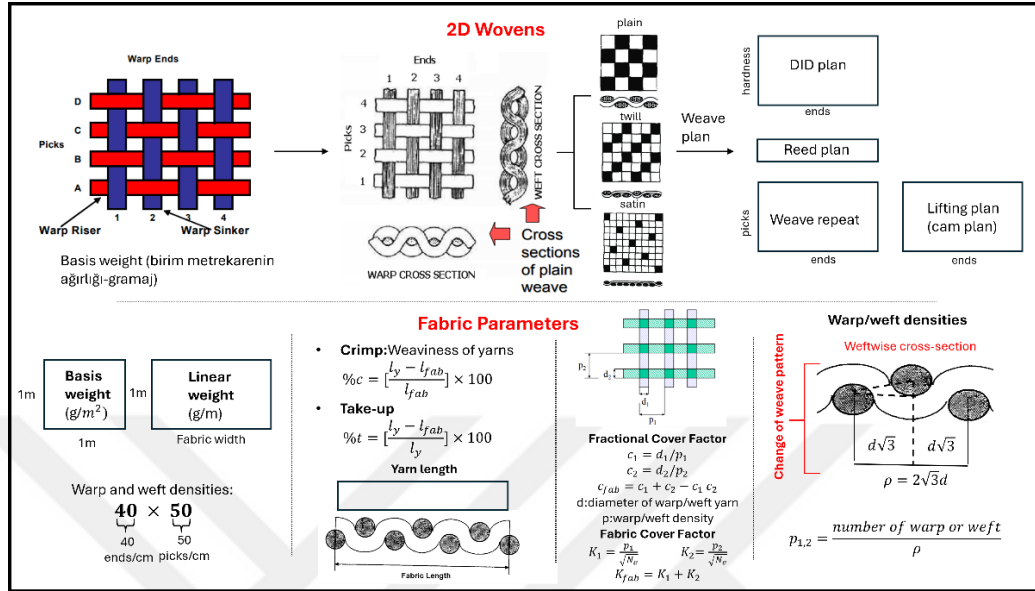 2D Wovens
Warp Ends
D
C
Picks
B
A
1 2 3 4
Warp Riser
Warp Sinker
Basis weight (birim metrekarenin
ağırlığı-gramaj)
Ends
1 2 3 4
4
3
2
1
Picks
WEFT CROSS SECTION
WARP CROSS SECTION
Cross
sections
of plain
weave
plain
twill
satin
Weave
plan
hardness
DID plan
ends
Reed plan
picks
Weave repeat
ends
Lifting plan
(cam plan)
ends
Fabric Parameters
1m
Basis
weight
(g/m²)
1m
1m
Linear
weight
(g/m)
Fabric width
Warp and weft densities:
40 × 50
40 50
ends/cm picks/cm
• Crimp:Weaviness of yarns
%c = [(l_y − l_fab)/l_fab] × 100
• Take-up
%t = [(l_y − l_fab)/l_y] × 100
Yarn length
Fabric Length
p₂
d₂
d₁
p₁
Fractional Cover Factor
c₁ = d₁/p₁
c₂ = d₂/p₂
c_fab = c₁ + c₂ − c₁ c₂
d:diameter of warp/weft yarn
p:warp/weft density
Fabric Cover Factor
K₁ = p₁/√N_e K₂ = p₂/√N_e
K_fab = K₁ + K₂
Warp/weft densities
Weftwise cross-section
Change of weave pattern
d√3 d√3
ρ = 2√3d
p₁,₂ = number of warp or weft/ρ